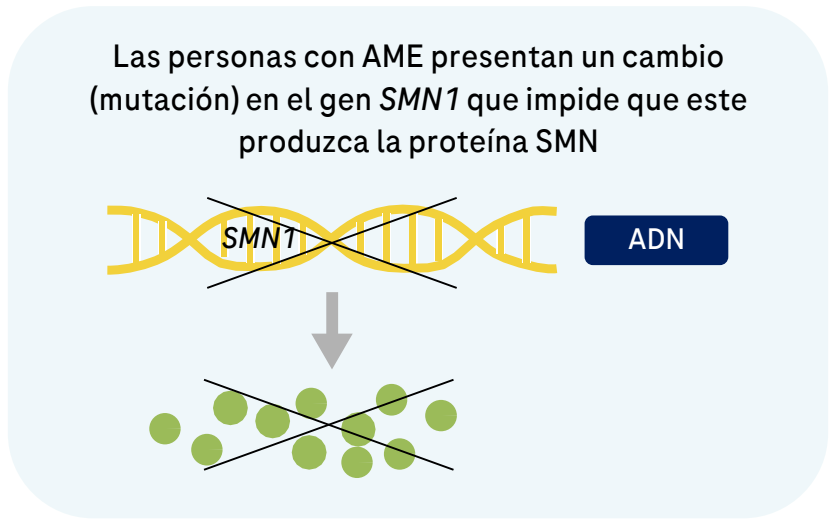 Las personas con AME presentan un cambio
(mutación) en el gen SMN1 que impide que este
produzca la proteína SMN
SMN1
ADN